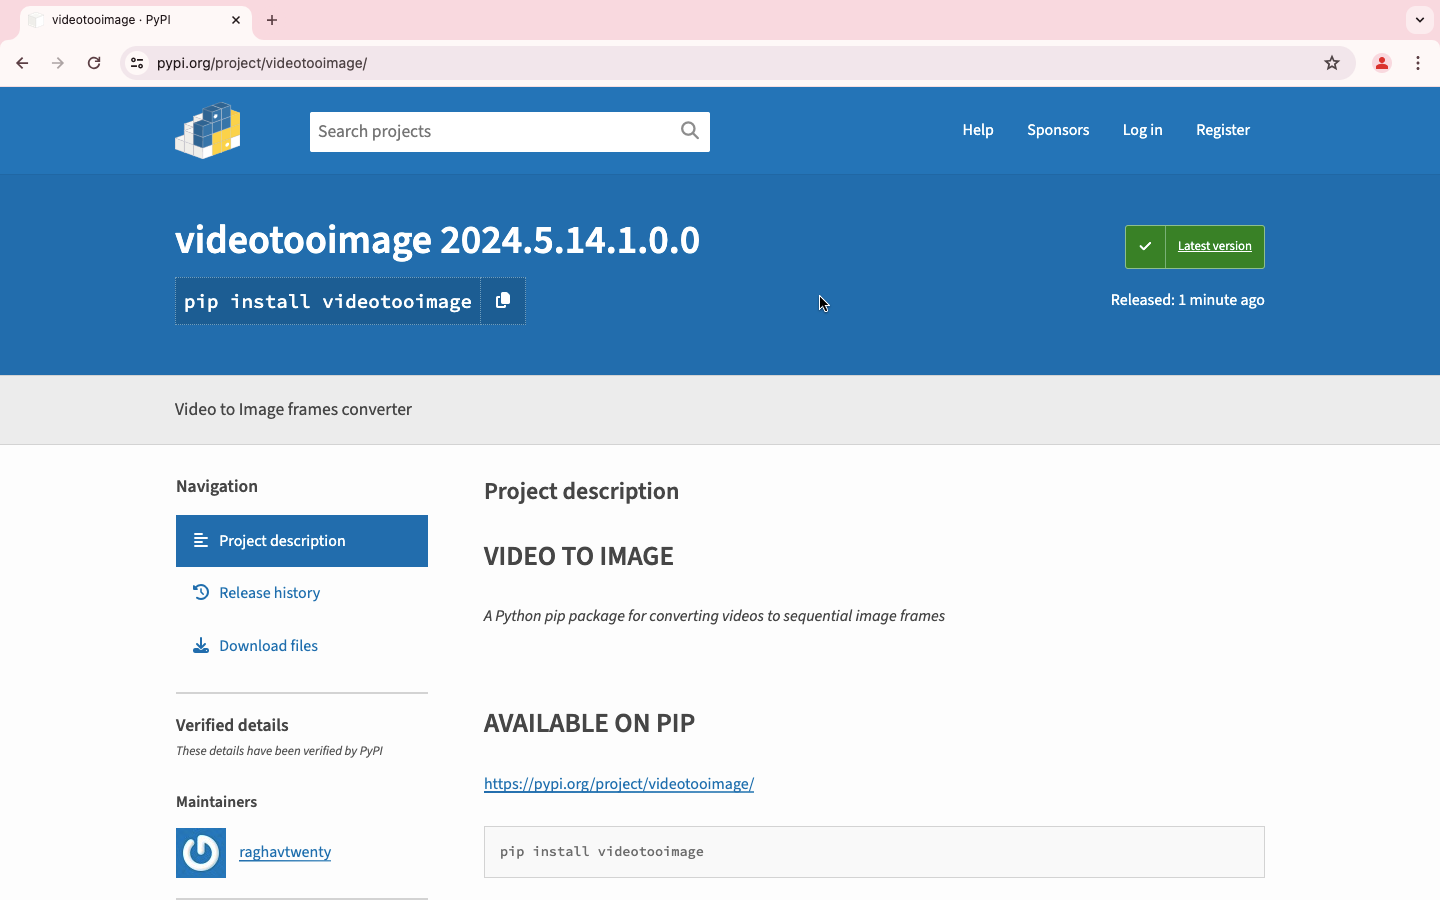 videotooimage · PyPI
pypi.org/project/videotooimage/
Search projects
Help
Sponsors
Log in
Register
videotooimage 2024.5.14.1.0.0
Latest version
pip install videotooimage
Released: 1 minute ago
Video to Image frames converter
Navigation
Project description
Release history
Download files
Verified details
These details have been verified by PyPI
Maintainers
raghavtwenty
Project description
VIDEO TO IMAGE
A Python pip package for converting videos to sequential image frames
AVAILABLE ON PIP
https://pypi.org/project/videotooimage/
pip install videotooimage